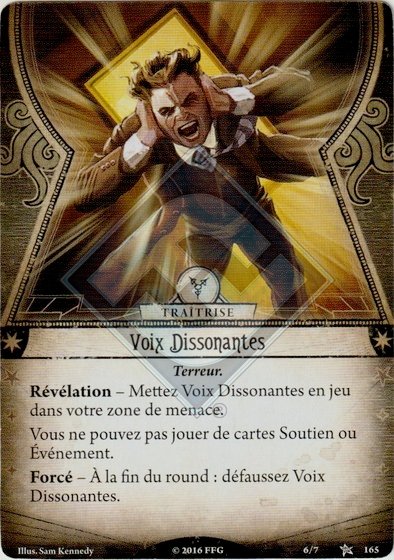 TRAÎTRISE
Voix Dissonantes
Terreur.
Révélation – Mettez Voix Dissonantes en jeu
dans votre zone de menace.
Vous ne pouvez pas jouer de cartes Soutien ou
Événement.
Forcé – À la fin du round : défaussez Voix
Dissonantes.
Illus. Sam Kennedy © 2016 FFG 6/7 165